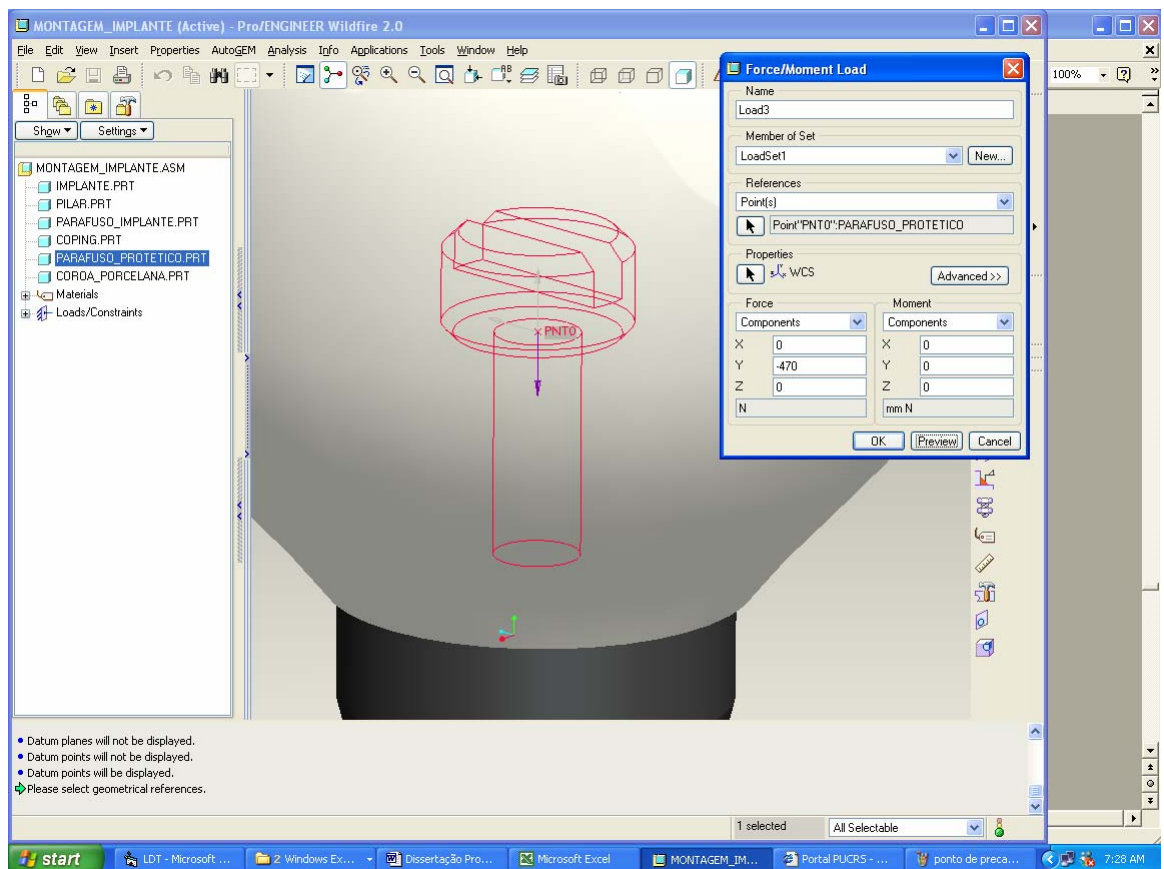 MONTAGEM_IMPLANTE (Active) - Pro/ENGINEER Wildfire 2.0
File Edit View Insert Properties AutoGEM Analysis Info Applications Tools Window Help
100%
Show Settings
MONTAGEM_IMPLANTE.ASM
IMPLANTE.PRT
PILAR.PRT
PARAFUSO_IMPLANTE.PRT
COPING.PRT
PARAFUSO_PROTETICO.PRT
COROA_PORCELANA.PRT
Materials
Loads/Constraints
PNT0
Force/Moment Load
Name
Load3
Member of Set
LoadSet1 New...
References
Point(s)
Point"PNT0":PARAFUSO_PROTETICO
Properties
WCS Advanced >>
Force Moment
Components Components
X 0 X 0
Y -470 Y 0
Z 0 Z 0
N mm N
OK Preview Cancel
Datum planes will not be displayed.
Datum points will not be displayed.
Datum points will be displayed.
Please select geometrical references.
1 selected All Selectable
start LDT - Microsoft ... 2 Windows Ex... Dissertação Pro... Microsoft Excel MONTAGEM_IM... Portal PUCRS - ... ponto de preca... 7:28 AM